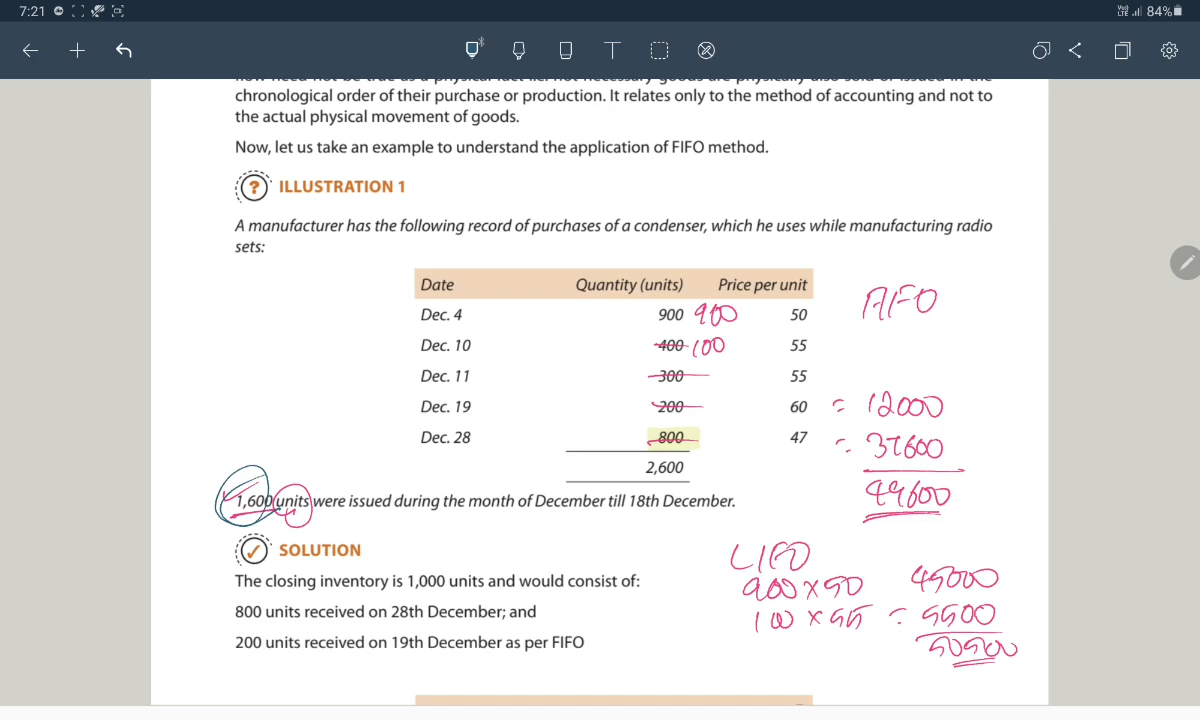 7:21 84%
chronological order of their purchase or production. It relates only to the method of accounting and not to
the actual physical movement of goods.
Now, let us take an example to understand the application of FIFO method.
? ILLUSTRATION 1
A manufacturer has the following record of purchases of a condenser, which he uses while manufacturing radio
sets:
Date Quantity (units) Price per unit
Dec. 4 900 900 50 FIFO
Dec. 10 400 100 55
Dec. 11 300 55
Dec. 19 200 60 = 12000
Dec. 28 800 47 = 37600
2,600 49600
1,600 units were issued during the month of December till 18th December.
SOLUTION
LIFO
The closing inventory is 1,000 units and would consist of:
900 x 50 45000
800 units received on 28th December; and
100 x 55 = 5500
200 units received on 19th December as per FIFO
50500